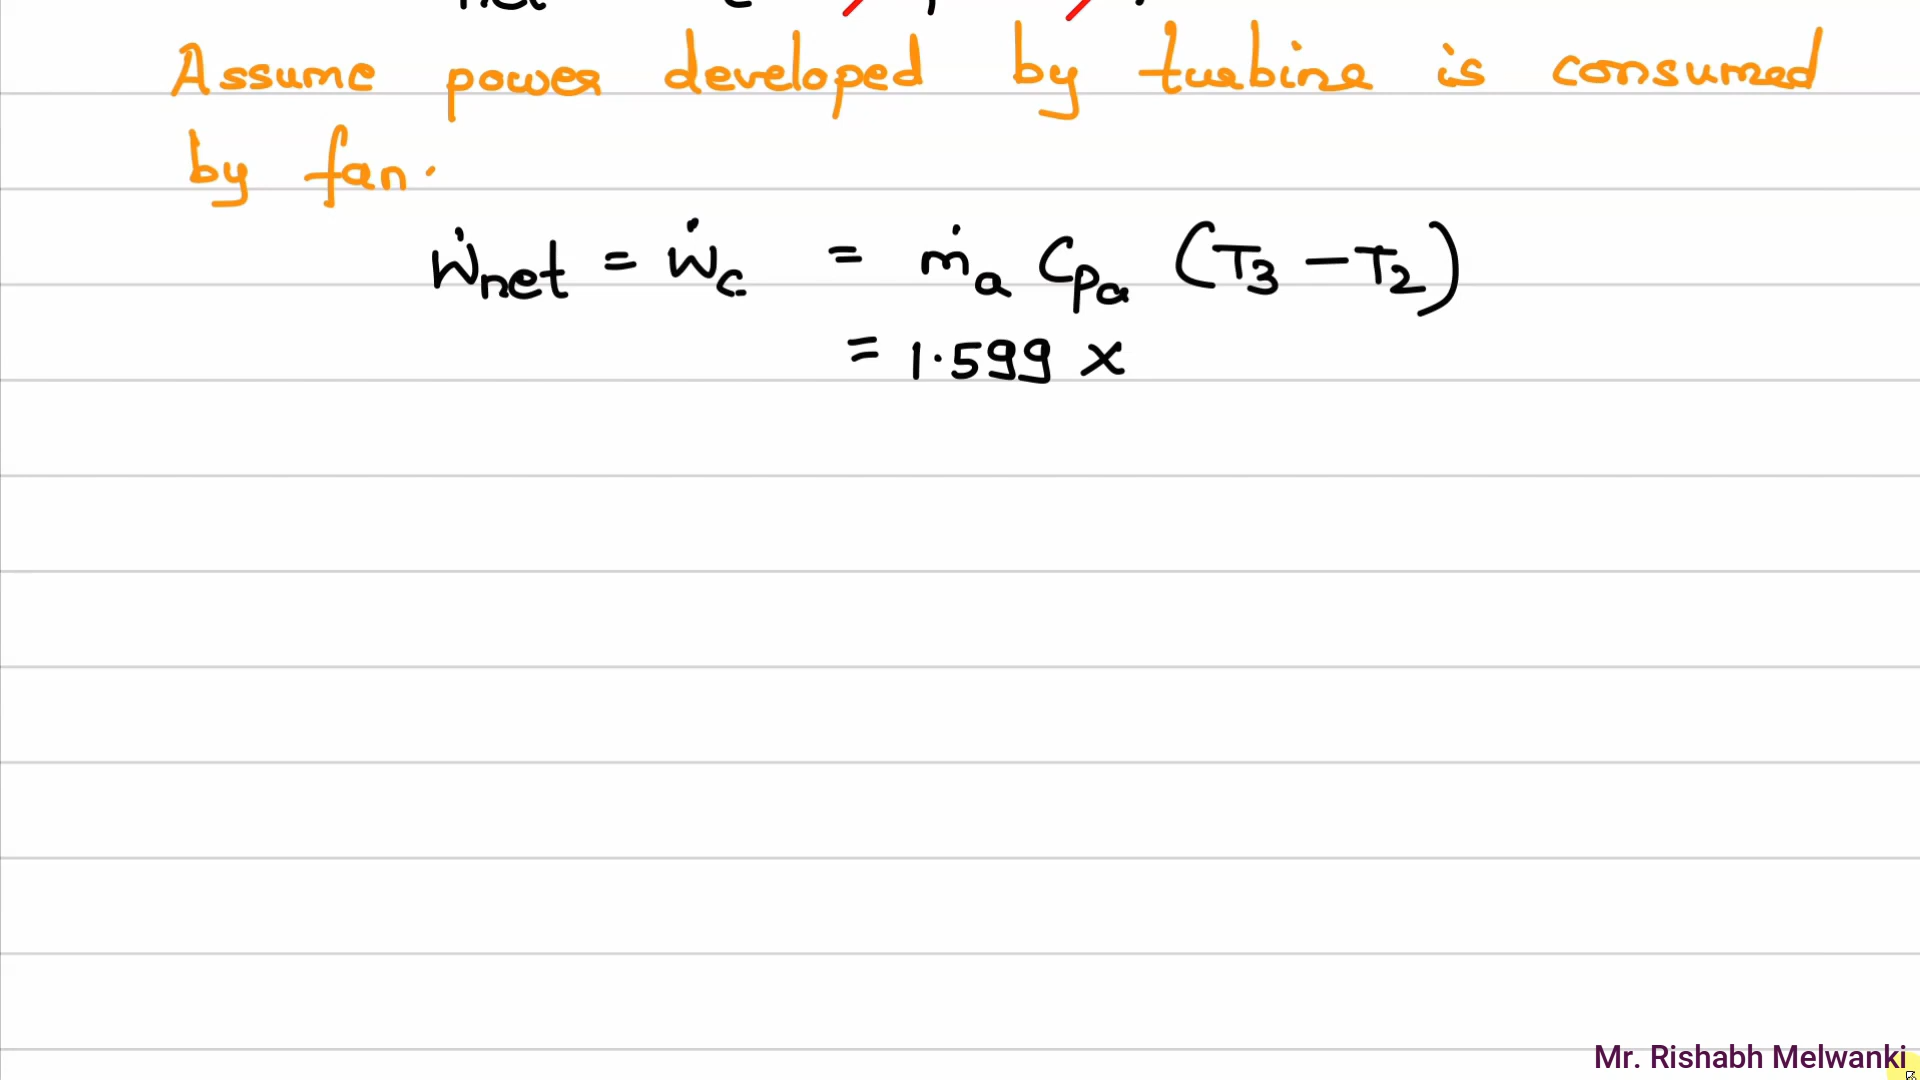 Assume power developed by turbine is consumed
by fan.
Ẇnet = Ẇc = ṁa Cpa (T3 – T2)
= 1.599 x
Mr. Rishabh Melwanki